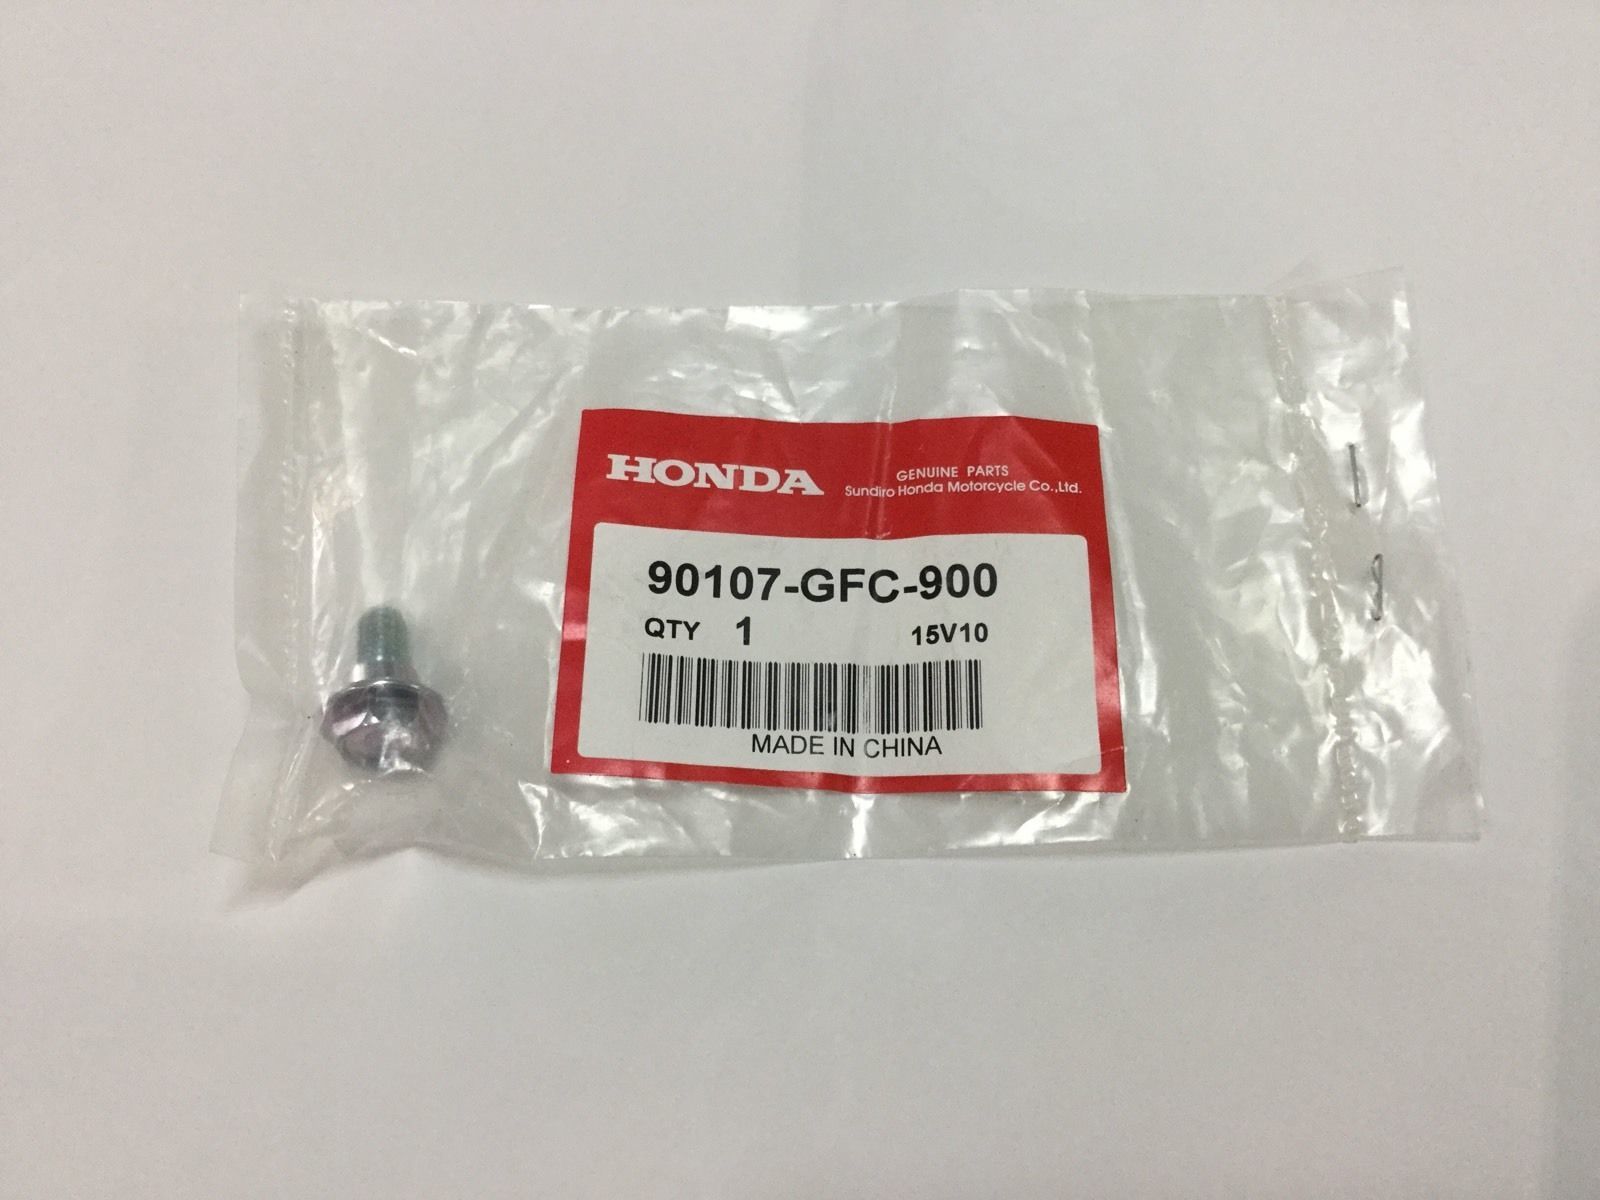 HONDA
GENUINE PARTS
Sundiro Honda Motorcycle Co.,Ltd.
90107-GFC-900
QTY 1 15V10
MADE IN CHINA